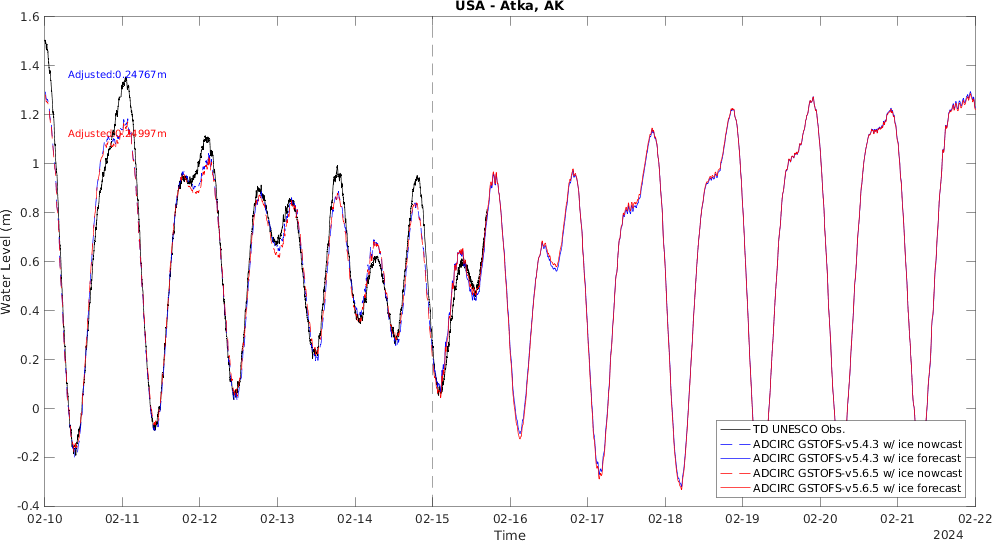 USA - Atka, AK
1.6
1.4
1.2
1
0.8
0.6
0.4
0.2
0
-0.2
-0.4
Water Level (m)
Adjusted:0.24767m
Adjusted:0.24997m
TD UNESCO Obs.
ADCIRC GSTOFS-v5.4.3 w/ ice nowcast
ADCIRC GSTOFS-v5.4.3 w/ ice forecast
ADCIRC GSTOFS-v5.6.5 w/ ice nowcast
ADCIRC GSTOFS-v5.6.5 w/ ice forecast
02-10 02-11 02-12 02-13 02-14 02-15 02-16 02-17 02-18 02-19 02-20 02-21 02-22
Time
2024